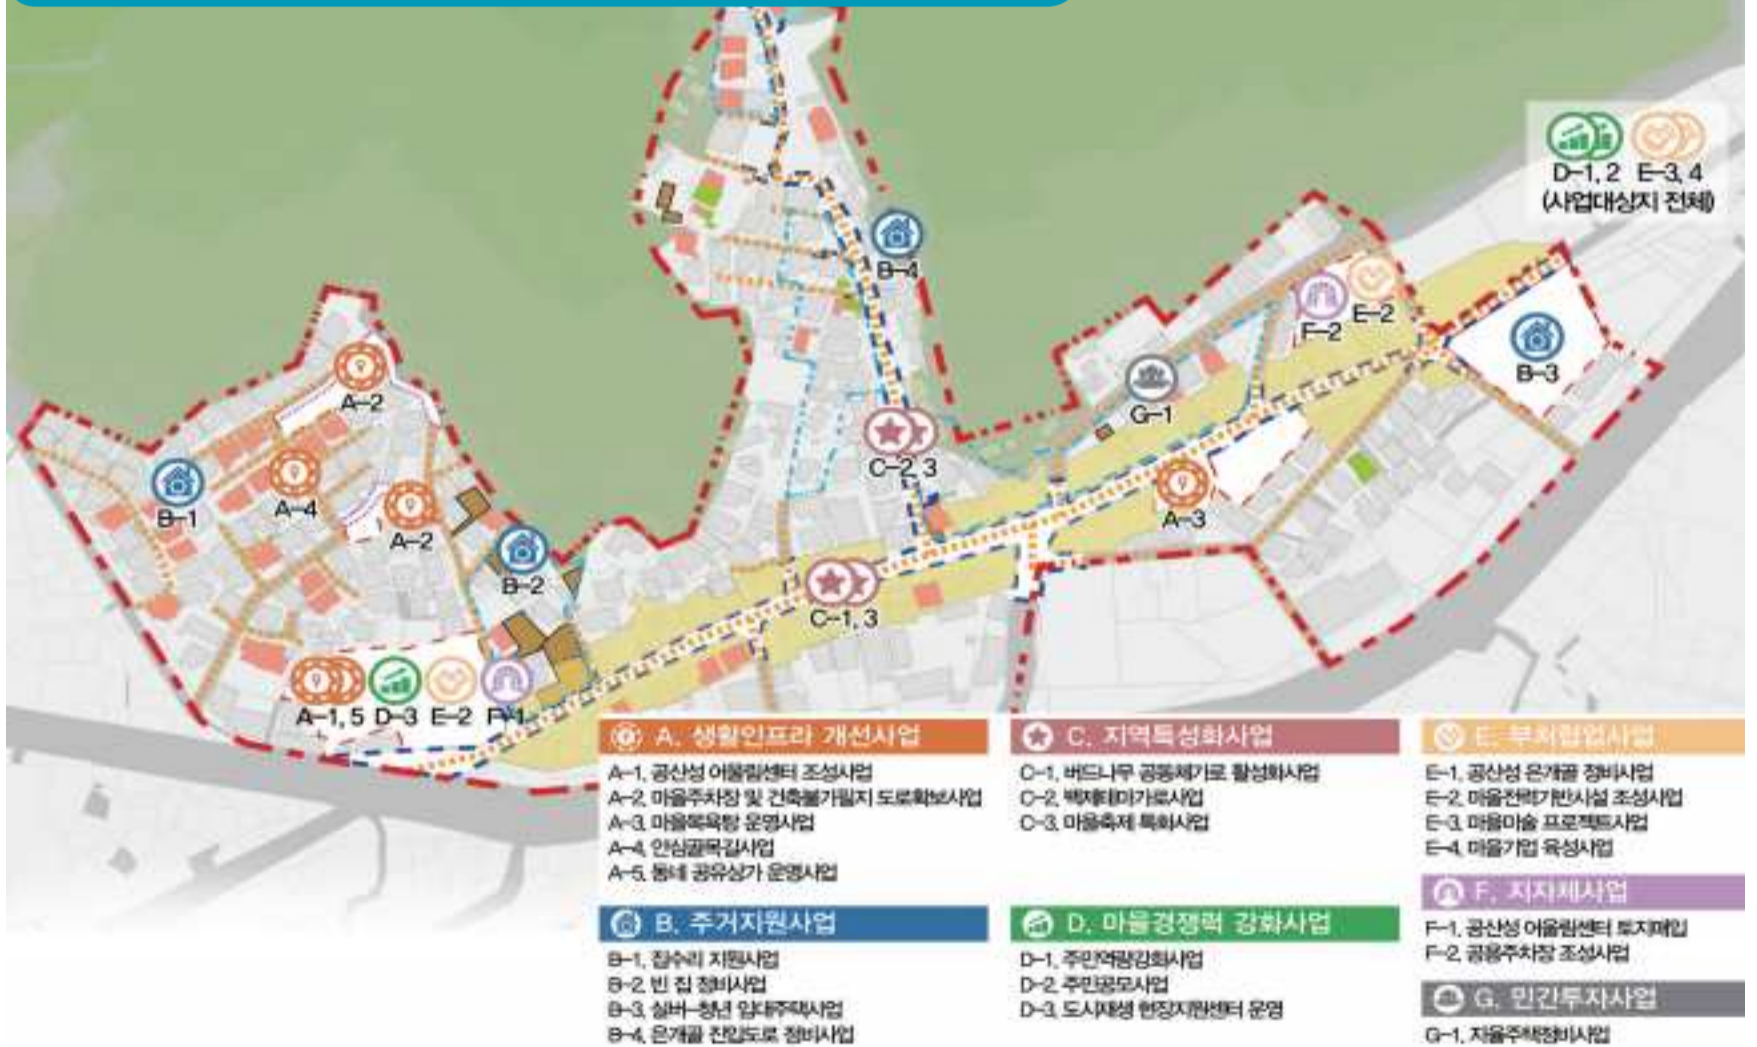 D-1, 2 E-3, 4
(사업대상지 전체)
B-4
F-2
E-2
B-3
A-2
G-1
B-1
A-4
C-2, 3
A-2
A-3
B-2
C-1, 3
A-1, 5 D-3 E-2 F-1
A. 생활인프라 개선사업
A-1, 공산성 어울림센터 조성사업
A-2, 마을주차장 및 건축불가필지 도로확보사업
A-3, 마을목욕탕 운영사업
A-4, 안심골목길사업
A-5, 동네 공유상가 운영사업
B. 주거지원사업
B-1, 집수리 지원사업
B-2, 빈 집 정비사업
B-3, 실버-청년 임대주택사업
B-4, 은개골 진입도로 정비사업
C. 지역특성화사업
C-1, 버드나무 공동체가로 활성화사업
C-2, 백제테마가로사업
C-3, 마을축제 특화사업
D. 마을경쟁력 강화사업
D-1, 주민역량강화사업
D-2, 주민공모사업
D-3, 도시재생 현장지원센터 운영
E. 부처협업사업
E-1, 공산성 은개골 정비사업
E-2, 마을전략기반시설 조성사업
E-3, 마을미술 프로젝트사업
E-4, 마을기업 육성사업
F. 지자체사업
F-1, 공산성 어울림센터 토지매입
F-2, 공용주차장 조성사업
G. 민간투자사업
G-1, 자율주택정비사업